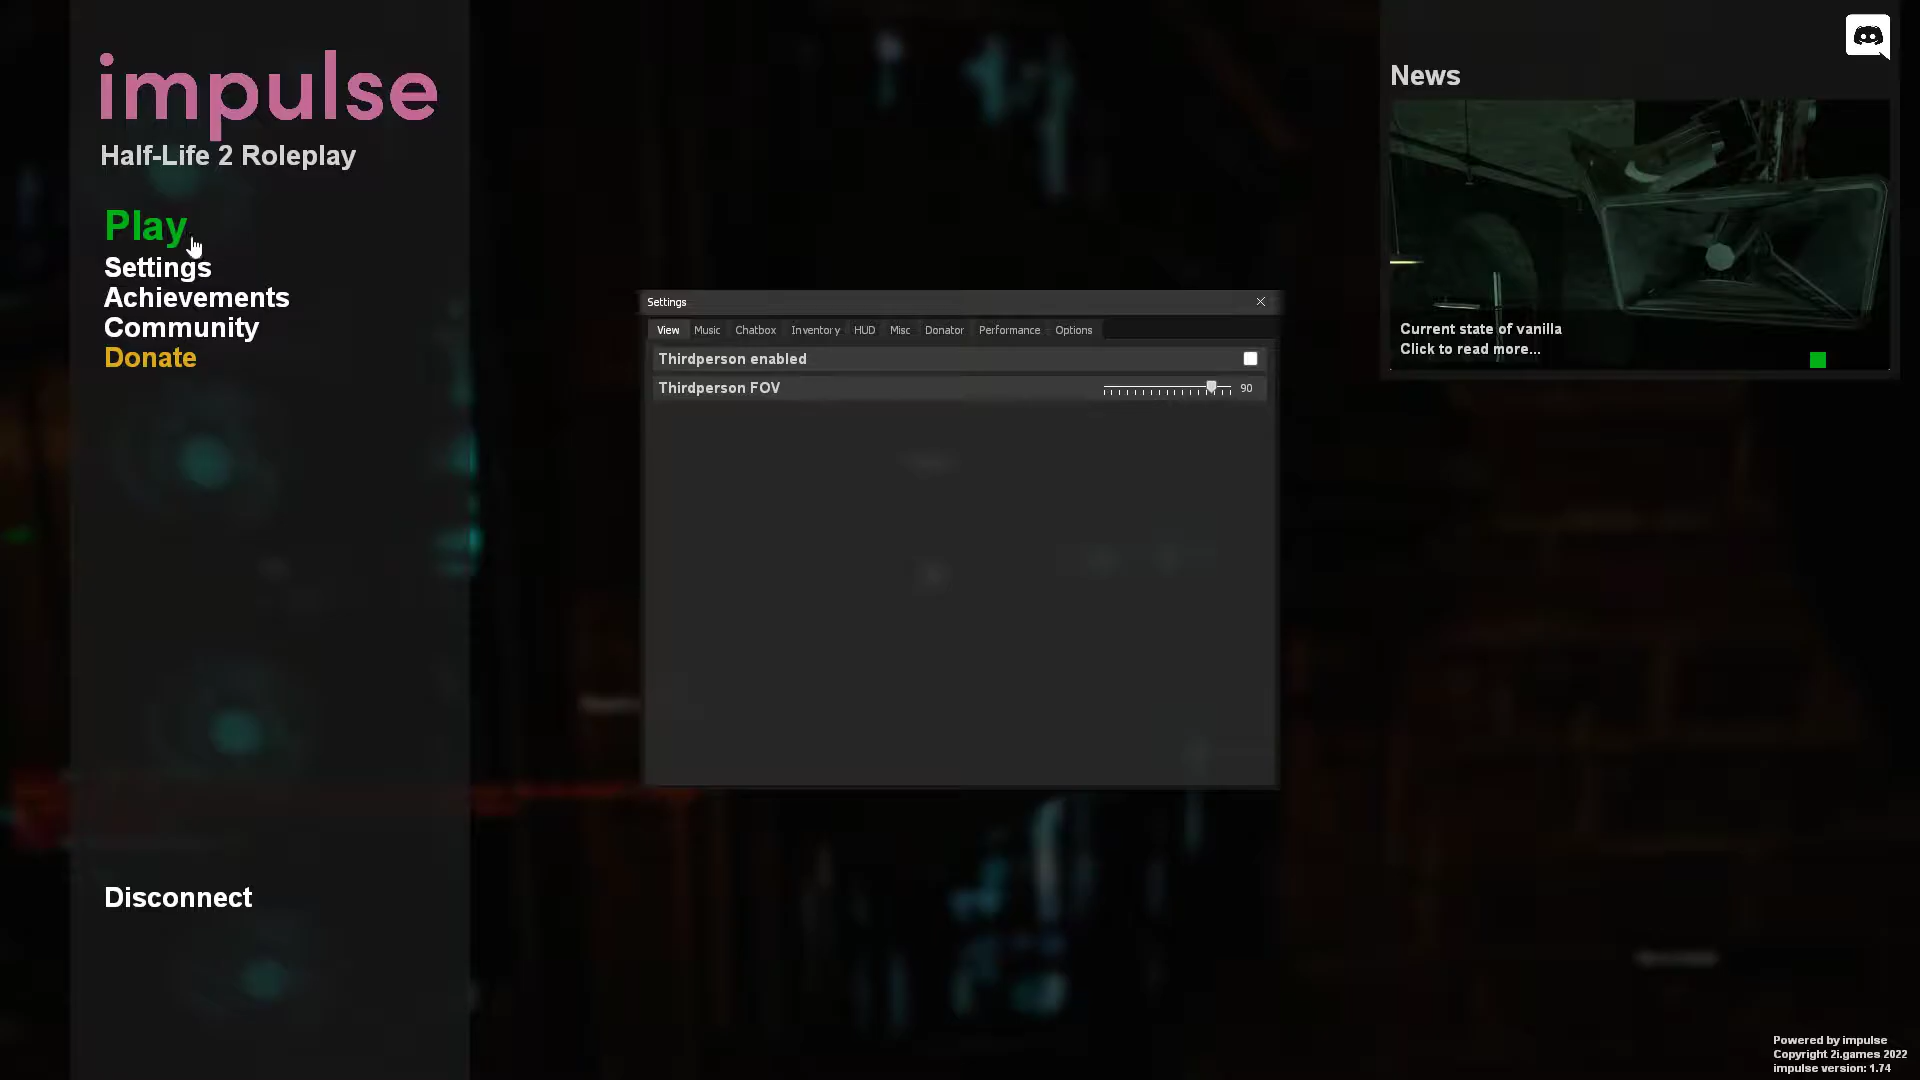 impulse
Half-Life 2 Roleplay
Play
Settings
Achievements
Community
Donate
Disconnect
Settings
View Music Chatbox Inventory HUD Misc Donator Performance Options
Thirdperson enabled
Thirdperson FOV 90
News
Current state of vanilla
Click to read more...
Powered by impulse
Copyright 2i.games 2022
impulse version: 1.74